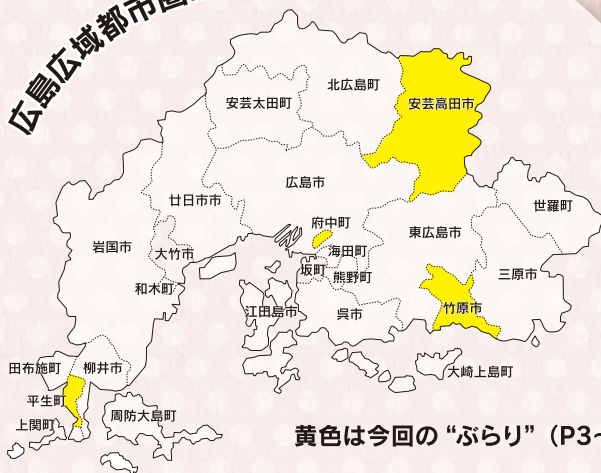 広島広域都市圏
北広島町
安芸太田町
安芸高田市
広島市
廿日市市
世羅町
府中町
東広島市
岩国市
大竹市
海田町
坂町
熊野町
三原市
和木町
江田島市
呉市
竹原市
田布施町
柳井市
大崎上島町
平生町
周防大島町
上関町
黄色は今回の“ぶらり”（P3～